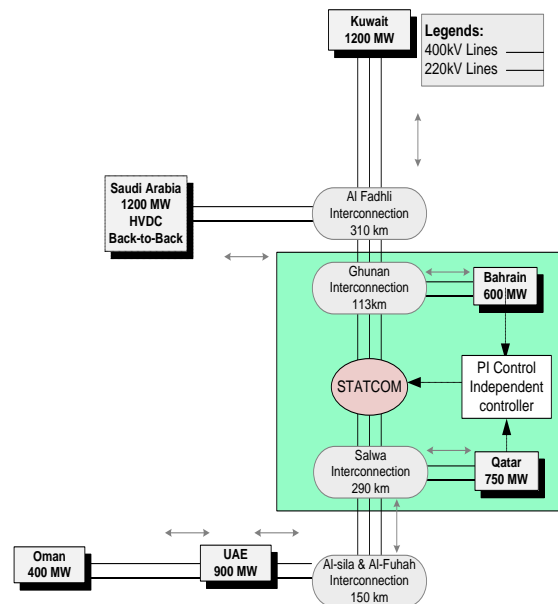 Kuwait
1200 MW
Legends:
400kV Lines
220kV Lines
Saudi Arabia
1200 MW
HVDC
Back-to-Back
Al Fadhli
Interconnection
310 km
Ghunan
Interconnection
113km
Bahrain
600 MW
STATCOM
PI Control
Independent
controller
Salwa
Interconnection
290 km
Qatar
750 MW
Oman
400 MW
UAE
900 MW
Al-sila & Al-Fuhah
Interconnection
150 km